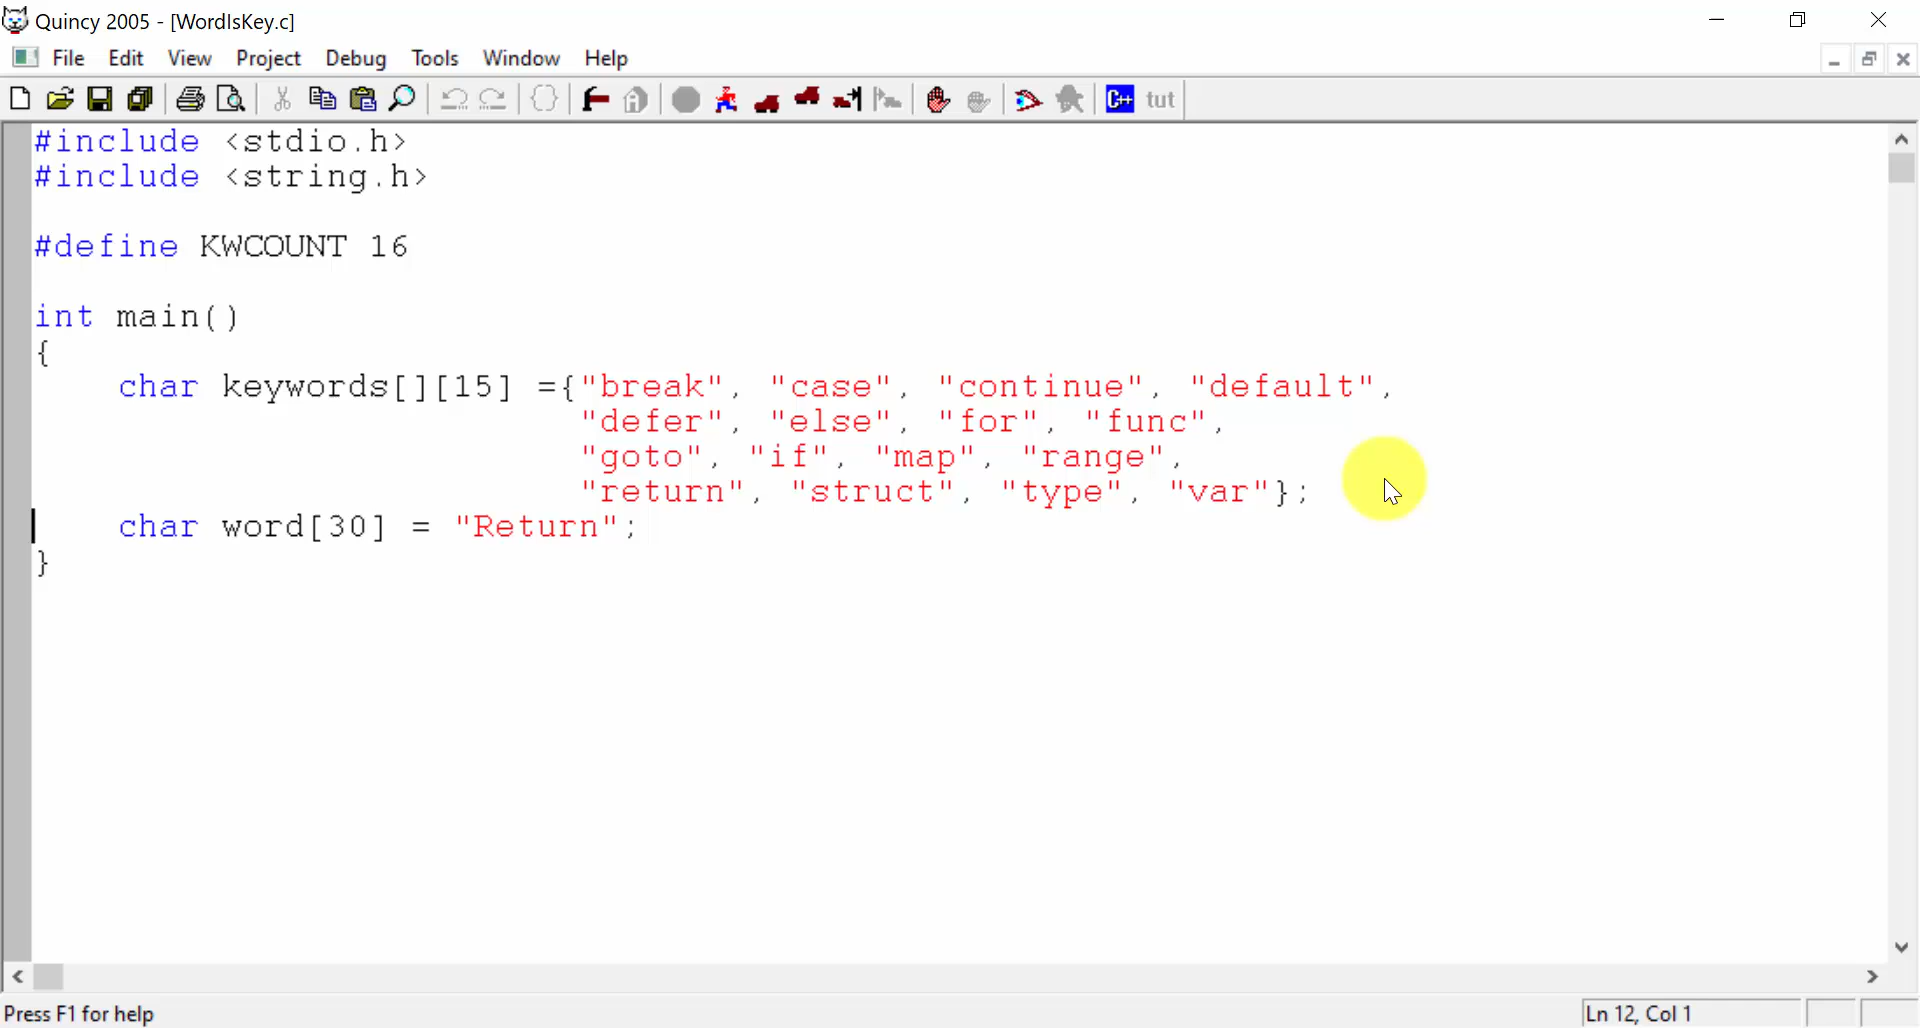 Quincy 2005 - [WordIsKey.c]
File Edit View Project Debug Tools Window Help
C++ tut
#include <stdio.h>
#include <string.h>
#define KWCOUNT 16
int main()
{
char keywords[][15] ={"break", "case", "continue", "default",
"defer", "else", "for", "func",
"goto", "if", "map", "range",
"return", "struct", "type", "var"};
char word[30] = "Return";
}
Press F1 for help
Ln 12, Col 1